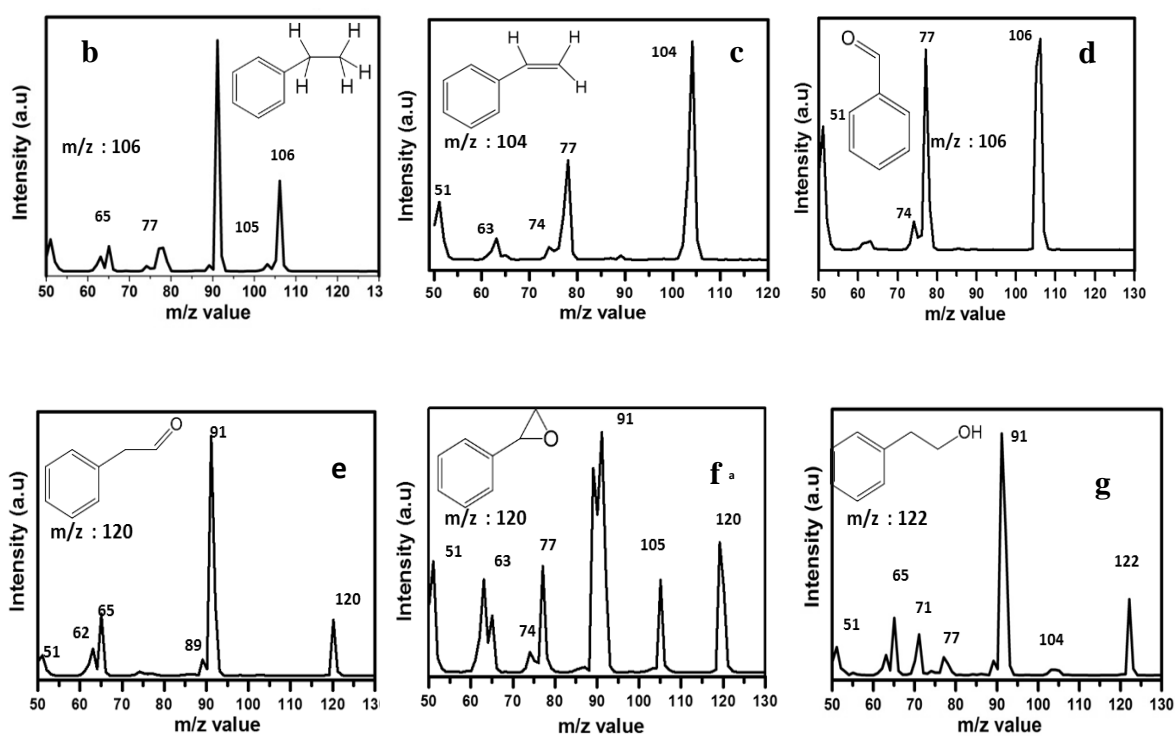 b
H H
H
H H
m/z : 106
106
65
77
105
Intensity (a.u)
50 60 70 80 90 100 110 120 13
m/z value
c
H H
H
104
m/z : 104
77
51
63
74
Intensity (a.u)
50 60 70 80 90 100 110 120
m/z value
d
O
77
106
51
m/z : 106
74
Intensity (a.u)
50 60 70 80 90 100 110 120 130
m/z value
e
O
91
m/z : 120
120
65
62
89
51
Intensity (a.u)
50 60 70 80 90 100 110 120 1
m/z value
f a
O
91
m/z : 120
120
51
63
77
105
74
Intensity (a.u)
50 60 70 80 90 100 110 120 130
m/z value
g
OH
91
m/z : 122
122
65
71
51
77
104
Intensity (a.u)
50 60 70 80 90 100 110 120 130
m/z value